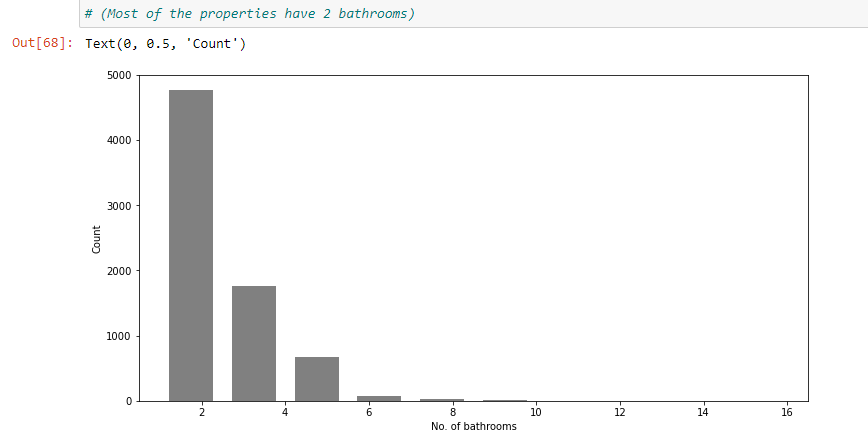 # (Most of the properties have 2 bathrooms)
Out[68]: Text(0, 0.5, 'Count')
5000
4000
3000
2000
1000
0
Count
2 4 6 8 10 12 14 16
No. of bathrooms